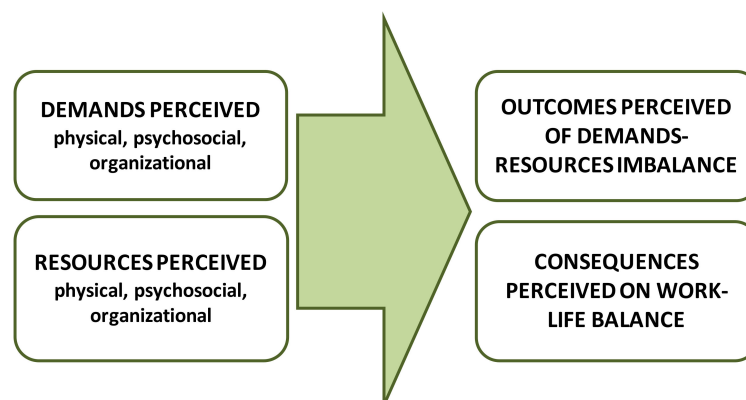 DEMANDS PERCEIVED
physical, psychosocial,
organizational
RESOURCES PERCEIVED
physical, psychosocial,
organizational
OUTCOMES PERCEIVED
OF DEMANDS-
RESOURCES IMBALANCE
CONSEQUENCES
PERCEIVED ON WORK-
LIFE BALANCE